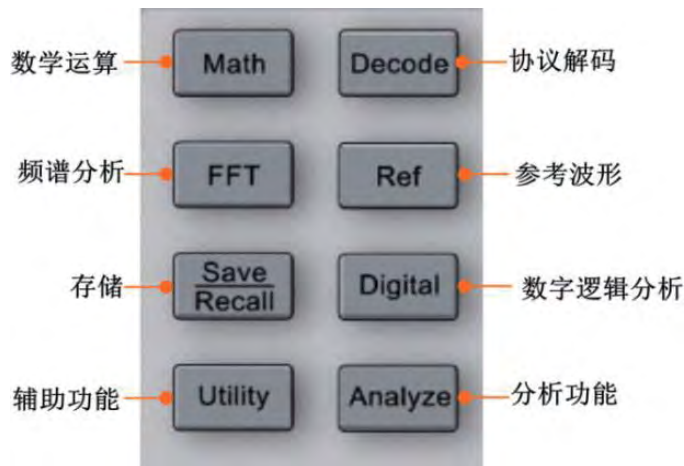 数学运算 Math Decode 协议解码
频谱分析 FFT Ref 参考波形
存储 Save Recall Digital 数字逻辑分析
辅助功能 Utility Analyze 分析功能